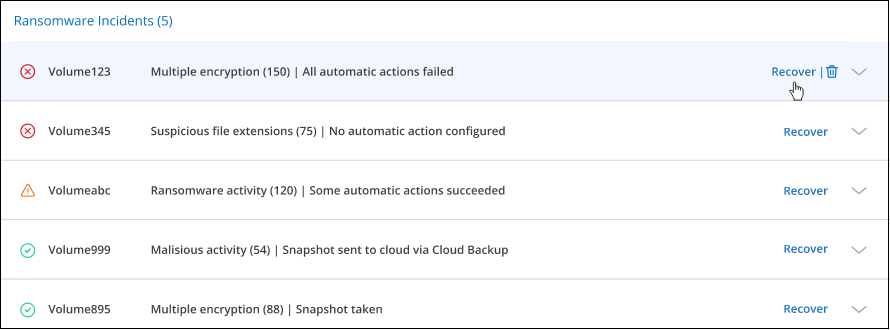 Ransomware Incidents (5)
Volume123 Multiple encryption (150) | All automatic actions failed Recover |
Volume345 Suspicious file extensions (75) | No automatic action configured Recover
Volumeabc Ransomware activity (120) | Some automatic actions succeeded Recover
Volume999 Malisious activity (54) | Snapshot sent to cloud via Cloud Backup Recover
Volume895 Multiple encryption (88) | Snapshot taken Recover